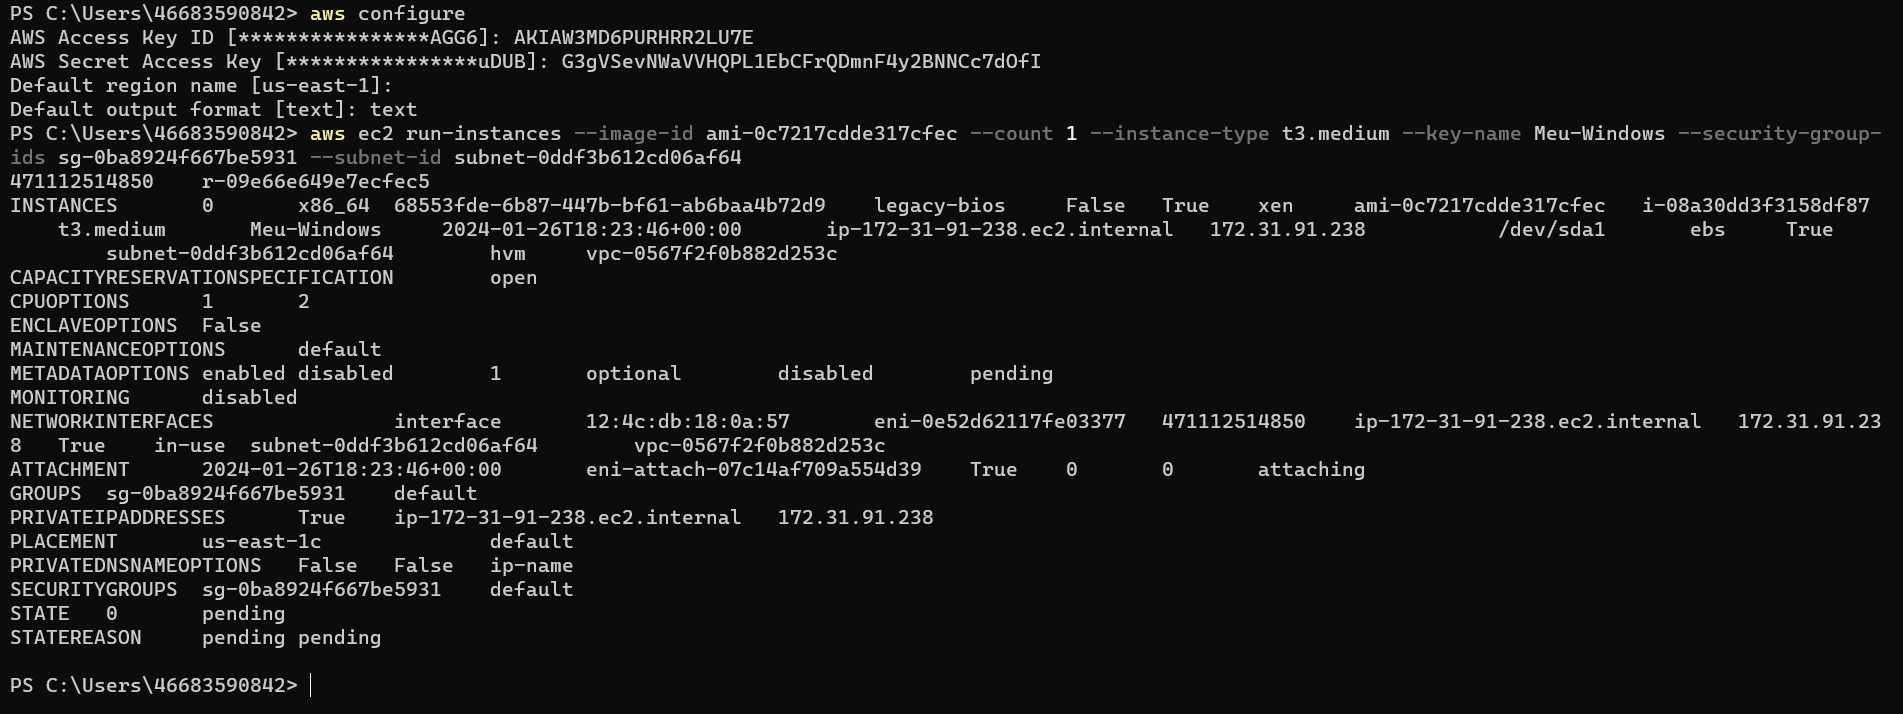 PS C:\Users\46683590842> aws configure
AWS Access Key ID [****************AGG6]: AKIAW3MD6PURHRR2LU7E
AWS Secret Access Key [****************uDUB]: 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
Default region name [us-east-1]:
Default output format [text]: text
PS C:\Users\46683590842> aws ec2 run-instances --image-id ami-0c7217cdde317cfec --count 1 --instance-type t3.medium --key-name Meu-Windows --security-group-
ids sg-0ba8924f667be5931 --subnet-id subnet-0ddf3b612cd06af64
471112514850    r-09e66e649e7ecfec5
INSTANCES       0       x86_64  68553fde-6b87-447b-bf61-ab6baa4b72d9    legacy-bios     False   True    xen     ami-0c7217cdde317cfec   i-08a30dd3f3158df87
    t3.medium       Meu-Windows     2024-01-26T18:23:46+00:00       ip-172-31-91-238.ec2.internal   172.31.91.238           /dev/sda1       ebs     True
        subnet-0ddf3b612cd06af64        hvm     vpc-0567f2f0b882d253c
CAPACITYRESERVATIONSPECIFICATION        open
CPUOPTIONS      1       2
ENCLAVEOPTIONS  False
MAINTENANCEOPTIONS      default
METADATAOPTIONS enabled disabled        1       optional        disabled        pending
MONITORING      disabled
NETWORKINTERFACES               interface       12:4c:db:18:0a:57       eni-0e52d62117fe03377   471112514850    ip-172-31-91-238.ec2.internal   172.31.91.23
8   True    in-use  subnet-0ddf3b612cd06af64        vpc-0567f2f0b882d253c
ATTACHMENT      2024-01-26T18:23:46+00:00       eni-attach-07c14af709a554d39    True    0       0       attaching
GROUPS  sg-0ba8924f667be5931    default
PRIVATEIPADDRESSES      True    ip-172-31-91-238.ec2.internal   172.31.91.238
PLACEMENT       us-east-1c              default
PRIVATEDNSNAMEOPTIONS   False   False   ip-name
SECURITYGROUPS  sg-0ba8924f667be5931    default
STATE   0       pending
STATEREASON     pending pending
PS C:\Users\46683590842>